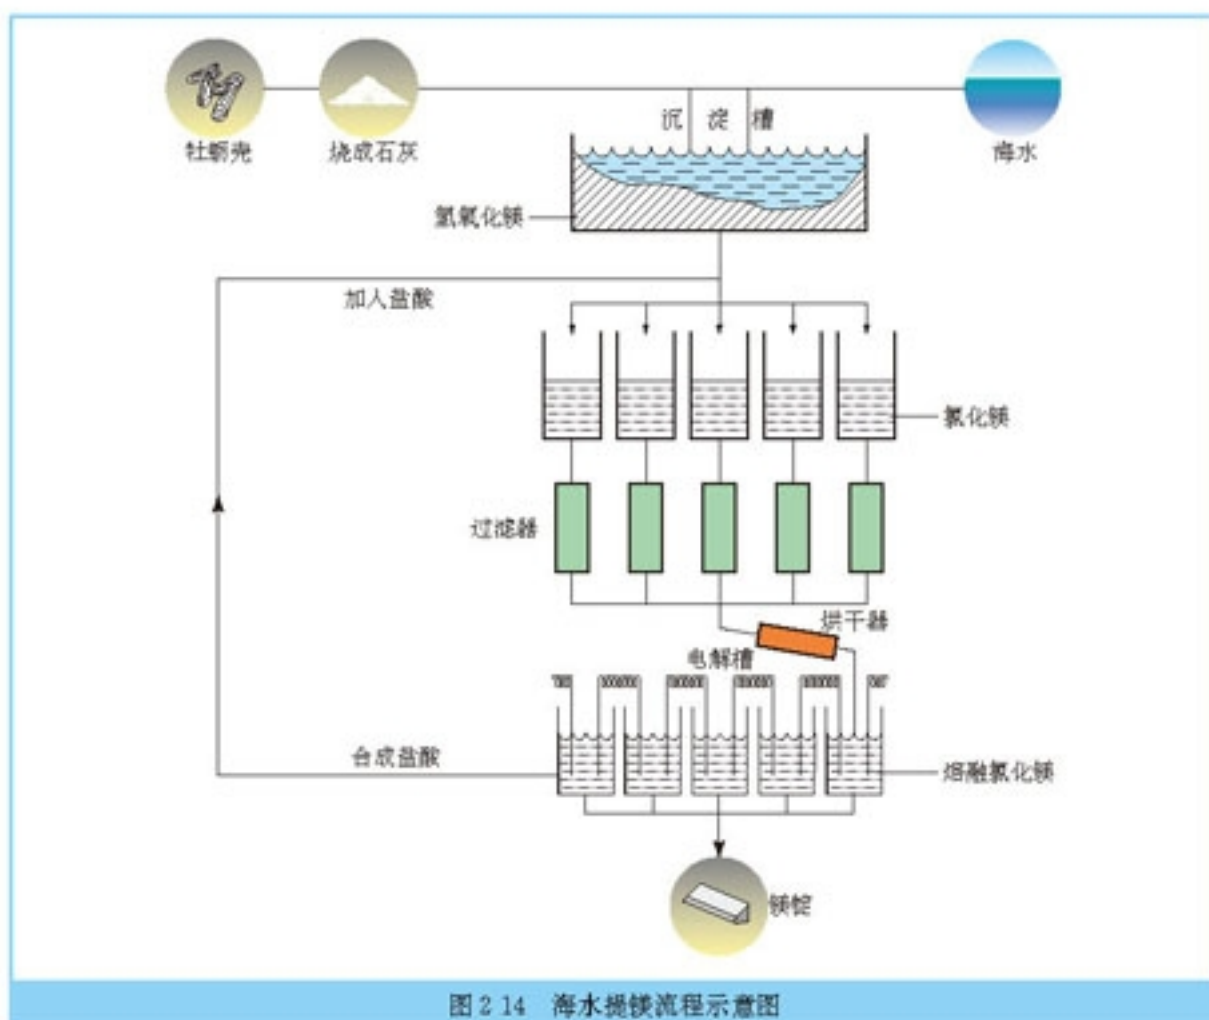 沉 淀 槽
牡蛎壳
烧成石灰
海水
氢氧化镁
加入盐酸
氯化镁
过滤器
烘干器
电解槽
合成盐酸
熔融氯化镁
镁锭
图 2 14 海水提镁流程示意图